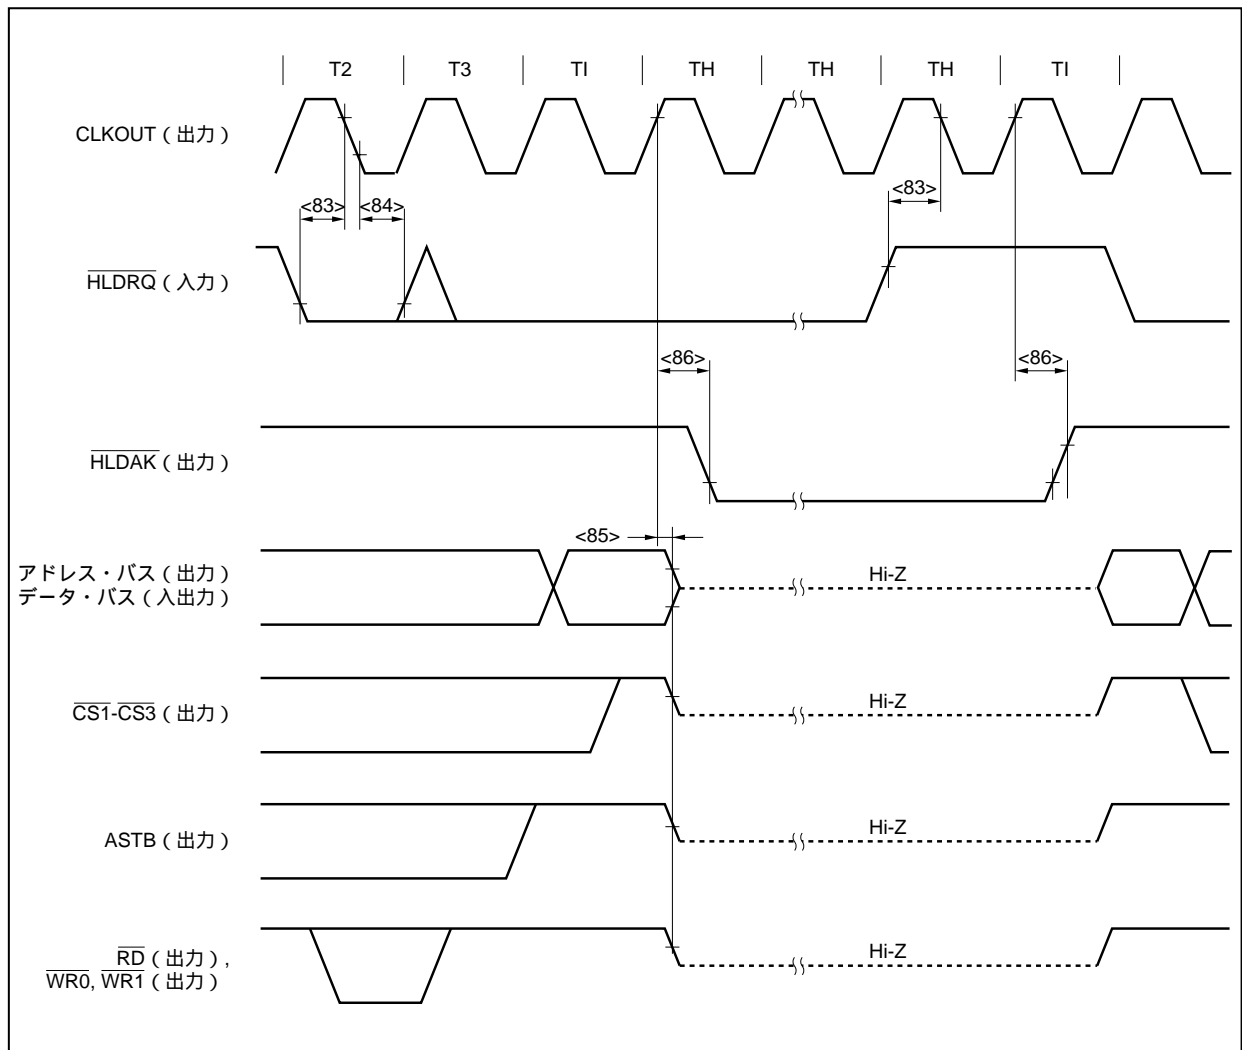 T2 T3 TI TH TH TH TI
CLKOUT（出力）
<83> <84> <83>
HLDRQ（入力）
<86> <86>
HLDAK（出力）
<85>
アドレス・バス（出力）
データ・バス（入出力）
Hi-Z
CS1-CS3（出力）
Hi-Z
ASTB（出力）
Hi-Z
RD（出力）,
WR0, WR1（出力）
Hi-Z